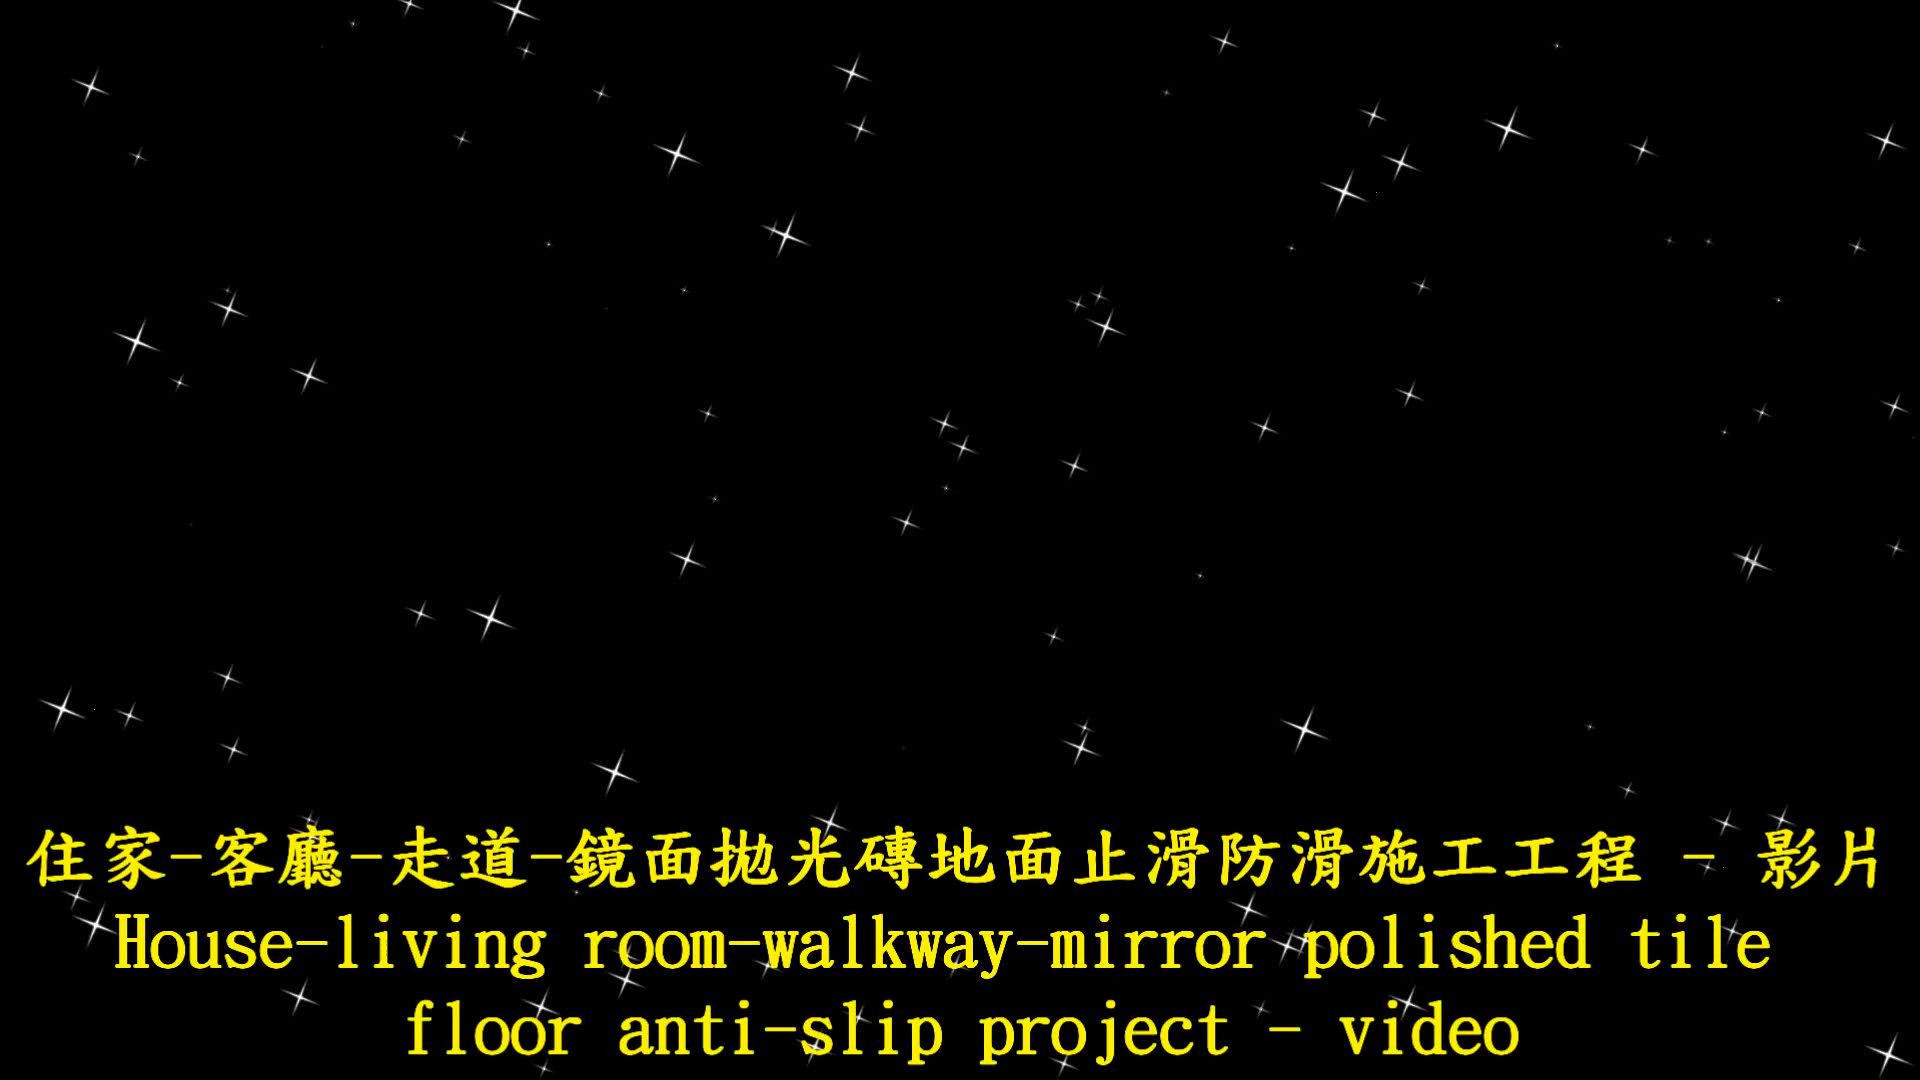 住家-客廳-走道-鏡面拋光磚地面止滑防滑施工工程 - 影片
House-living room-walkway-mirror polished tile
floor anti-slip project - video